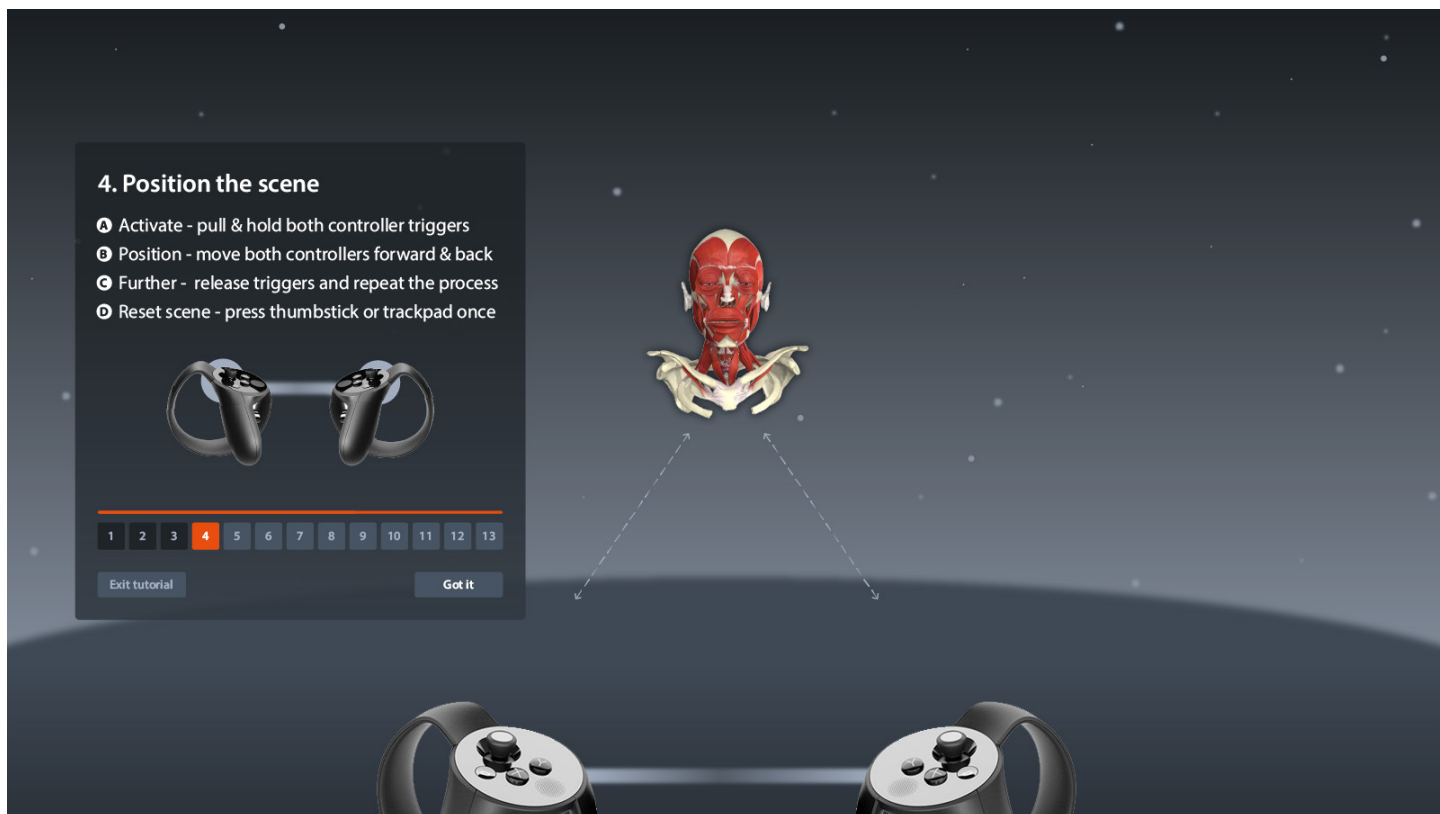 4. Position the scene
A Activate - pull & hold both controller triggers
B Position - move both controllers forward & back
C Further - release triggers and repeat the process
D Reset scene - press thumbstick or trackpad once
1 2 3 4 5 6 7 8 9 10 11 12 13
Exit tutorial Got it
Y Y
X X